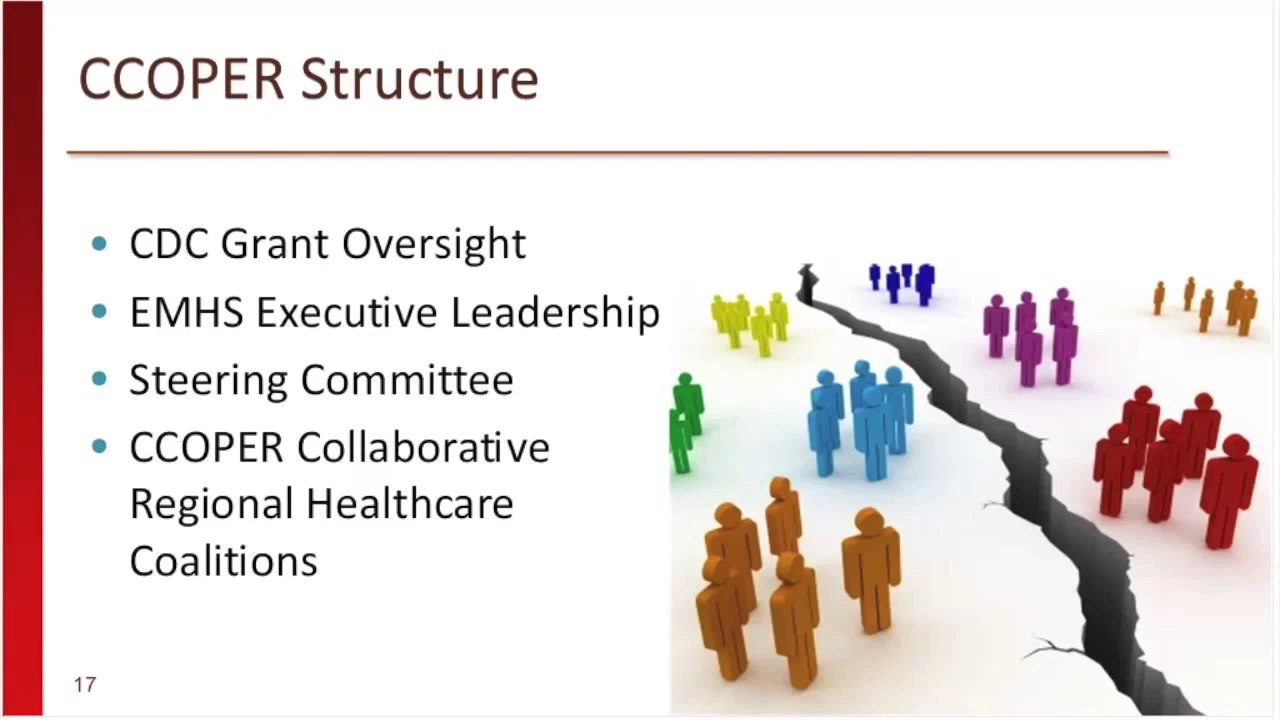 CCOPER Structure
CDC Grant Oversight
EMHS Executive Leadership
Steering Committee
CCOPER Collaborative
Regional Healthcare
Coalitions
17